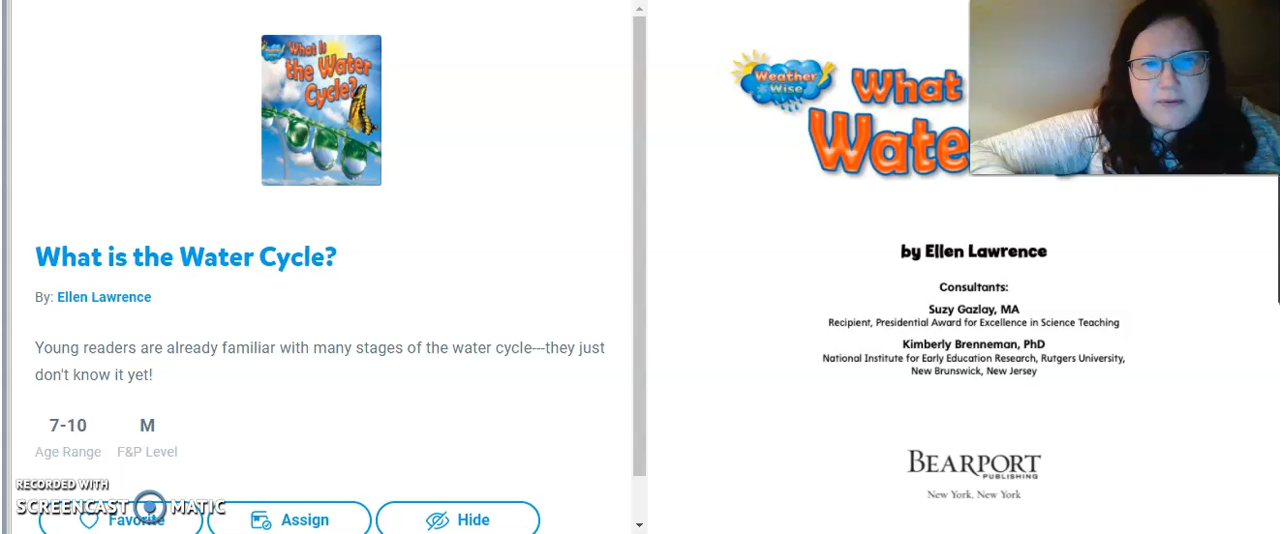 What is
the Water
Cycle?
What is the Water Cycle?
By: Ellen Lawrence
Young readers are already familiar with many stages of the water cycle---they just
don't know it yet!
7-10 M
Age Range F&P Level
RECORDED WITH
SCREENCAST MATIC
Favorite Assign Hide
Weather
Wise
What
Wate
by Ellen Lawrence
Consultants:
Suzy Gazlay, MA
Recipient, Presidential Award for Excellence in Science Teaching
Kimberly Brenneman, PhD
National Institute for Early Education Research, Rutgers University,
New Brunswick, New Jersey
BEARPORT
PUBLISHING
New York, New York